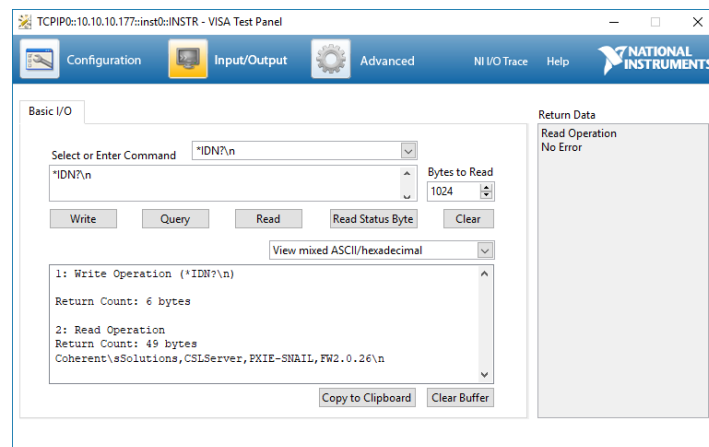 TCPIP0::10.10.10.177::inst0::INSTR - VISA Test Panel
Configuration
Input/Output
Advanced
NI I/O Trace
Help
NATIONAL
INSTRUMENTS
Basic I/O
Select or Enter Command
*IDN?\n
*IDN?\n
Bytes to Read
1024
Write
Query
Read
Read Status Byte
Clear
View mixed ASCII/hexadecimal
1: Write Operation (*IDN?\n)
Return Count: 6 bytes
2: Read Operation
Return Count: 49 bytes
Coherent\sSolutions,CSLServer,PXIE-SNAIL,FW2.0.26\n
Copy to Clipboard
Clear Buffer
Return Data
Read Operation
No Error